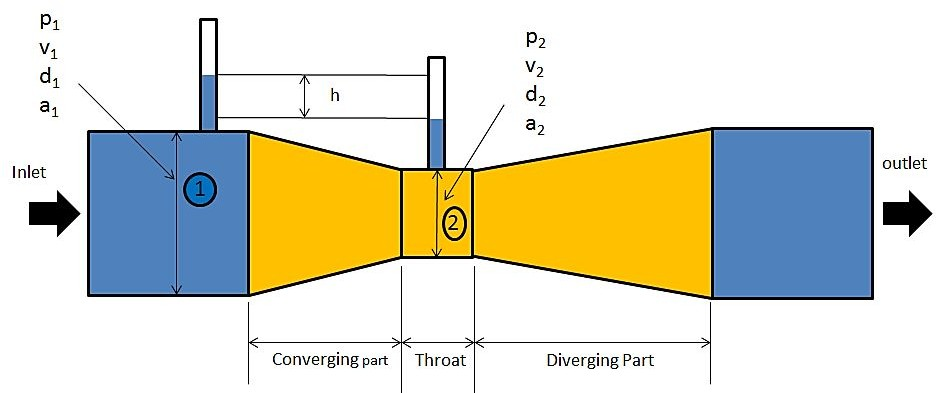 p1
v1
d1
a1
p2
v2
d2
a2
h
Inlet
1
2
outlet
Converging part
Throat
Diverging Part